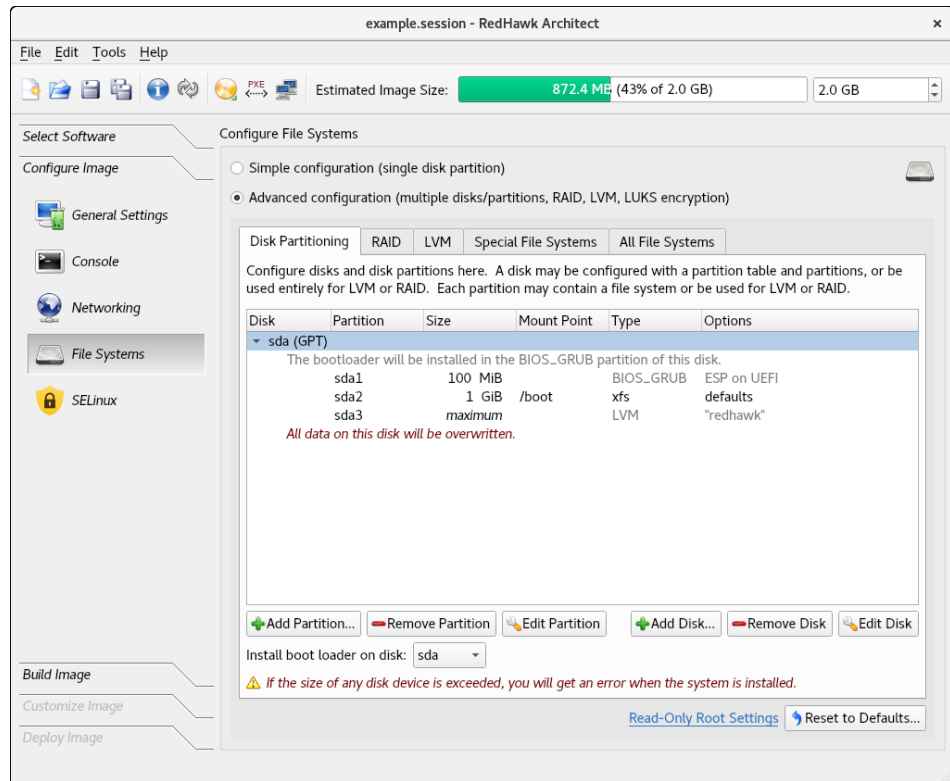 example.session - RedHawk Architect
File Edit Tools Help
PXE Estimated Image Size: 872.4 MB (43% of 2.0 GB) 2.0 GB
Select Software
Configure Image
General Settings
Console
Networking
File Systems
SELinux
Build Image
Customize Image
Deploy Image
Configure File Systems
Simple configuration (single disk partition)
Advanced configuration (multiple disks/partitions, RAID, LVM, LUKS encryption)
Disk Partitioning RAID LVM Special File Systems All File Systems
Configure disks and disk partitions here. A disk may be configured with a partition table and partitions, or be
used entirely for LVM or RAID. Each partition may contain a file system or be used for LVM or RAID.
Disk Partition Size Mount Point Type Options
sda (GPT)
The bootloader will be installed in the BIOS_GRUB partition of this disk.
sda1 100 MiB BIOS_GRUB ESP on UEFI
sda2 1 GiB /boot xfs defaults
sda3 maximum LVM "redhawk"
All data on this disk will be overwritten.
Add Partition... Remove Partition Edit Partition Add Disk... Remove Disk Edit Disk
Install boot loader on disk: sda
If the size of any disk device is exceeded, you will get an error when the system is installed.
Read-Only Root Settings Reset to Defaults...